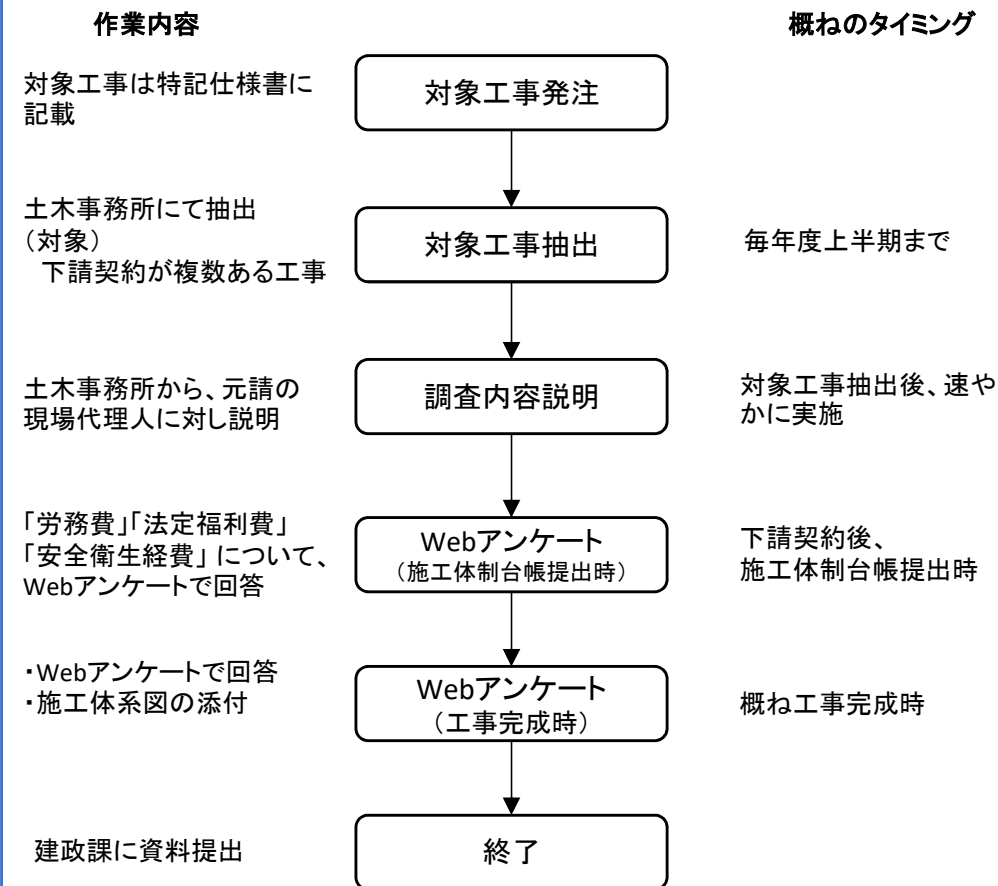 作業内容
概ねのタイミング
対象工事は特記仕様書に
記載
対象工事発注
土木事務所にて抽出
（対象）
下請契約が複数ある工事
対象工事抽出
毎年度上半期まで
土木事務所から、元請の
現場代理人に対し説明
調査内容説明
対象工事抽出後、速や
かに実施
「労務費」「法定福利費」
「安全衛生経費」について、
Webアンケートで回答
Webアンケート
（施工体制台帳提出時）
下請契約後、
施工体制台帳提出時
・Webアンケートで回答
・施工体系図の添付
Webアンケート
（工事完成時）
概ね工事完成時
建政課に資料提出
終了